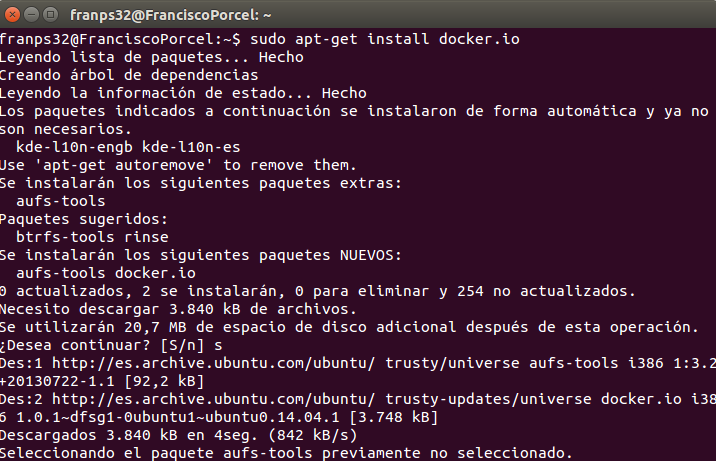 franps32@FranciscoPorcel: ~
franps32@FranciscoPorcel:~$ sudo apt-get install docker.io
Leyendo lista de paquetes... Hecho
Creando árbol de dependencias
Leyendo la información de estado... Hecho
Los paquetes indicados a continuación se instalaron de forma automática y ya no
son necesarios.
  kde-l10n-engb kde-l10n-es
Use 'apt-get autoremove' to remove them.
Se instalarán los siguientes paquetes extras:
  aufs-tools
Paquetes sugeridos:
  btrfs-tools rinse
Se instalarán los siguientes paquetes NUEVOS:
  aufs-tools docker.io
0 actualizados, 2 se instalarán, 0 para eliminar y 254 no actualizados.
Necesito descargar 3.840 kB de archivos.
Se utilizarán 20,7 MB de espacio de disco adicional después de esta operación.
¿Desea continuar? [S/n] s
Des:1 http://es.archive.ubuntu.com/ubuntu/ trusty/universe aufs-tools i386 1:3.2
+20130722-1.1 [92,2 kB]
Des:2 http://es.archive.ubuntu.com/ubuntu/ trusty-updates/universe docker.io i38
6 1.0.1~dfsg1-0ubuntu1~ubuntu0.14.04.1 [3.748 kB]
Descargados 3.840 kB en 4seg. (842 kB/s)
Seleccionando el paquete aufs-tools previamente no seleccionado.